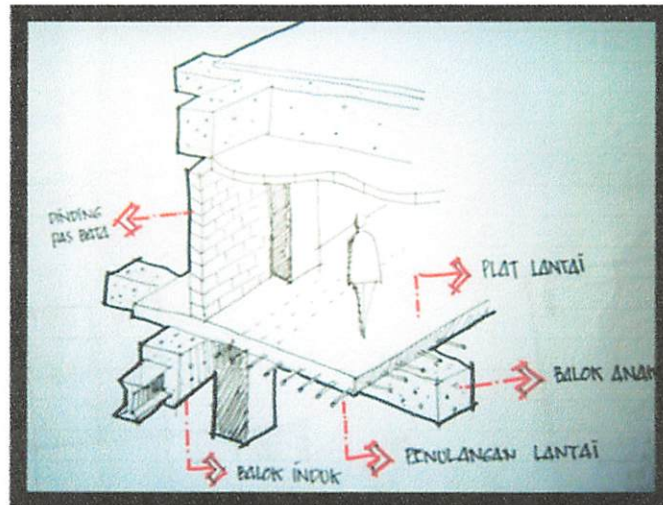 DINDING
PAS BATA
PLAT LANTAI
BALOK ANAK
PENULANGAN LANTAI
BALOK INDUK